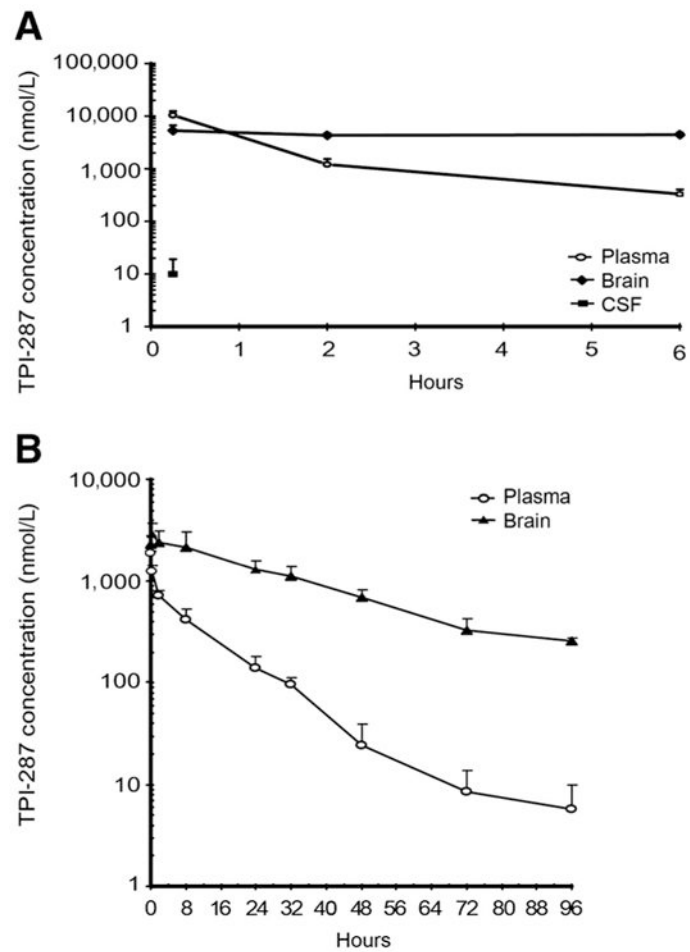 A
TPI-287 concentration (nmol/L)
100,000
10,000
1,000
100
10
1
0 1 2 3 4 5 6
Hours
Plasma
Brain
CSF
B
TPI-287 concentration (nmol/L)
10,000
1,000
100
10
1
0 8 16 24 32 40 48 56 64 72 80 88 96
Hours
Plasma
Brain